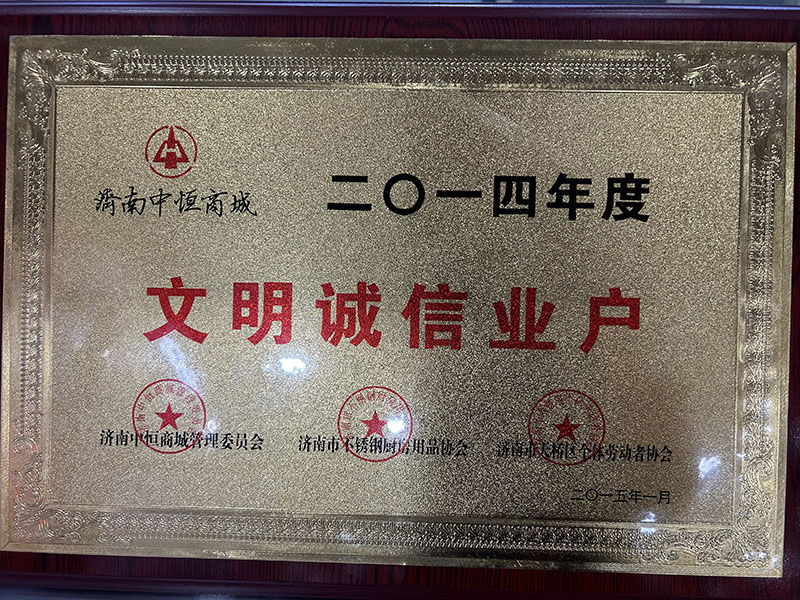 济南中恒商城
二〇一四年度
文明诚信业户
济南中恒商城管理委员会
济南市不锈钢厨房用品协会
济南市天桥区个体劳动者协会
二〇一五年一月